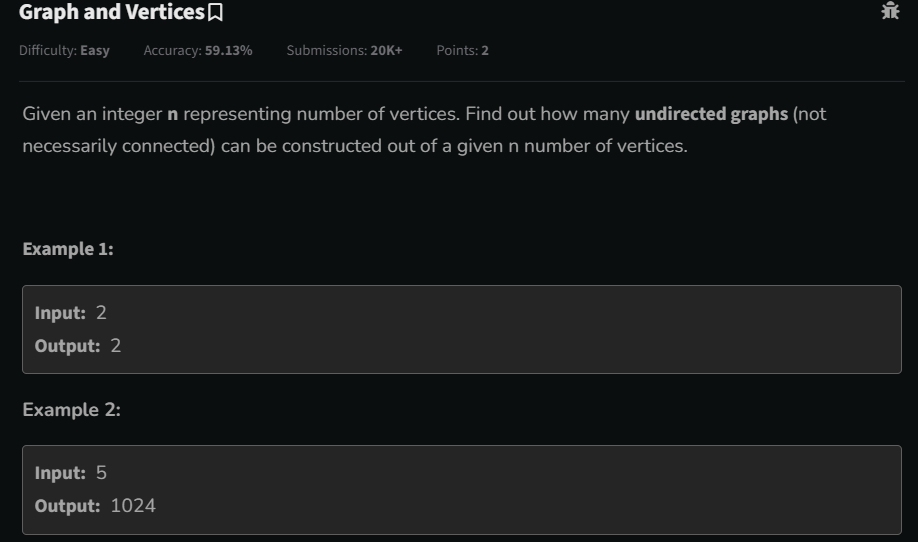 Graph and Vertices
Difficulty: Easy Accuracy: 59.13% Submissions: 20K+ Points: 2
Given an integer n representing number of vertices. Find out how many undirected graphs (not
necessarily connected) can be constructed out of a given n number of vertices.
Example 1:
Input: 2
Output: 2
Example 2:
Input: 5
Output: 1024